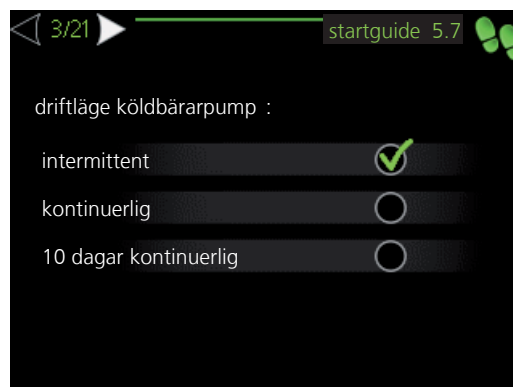 3/21 startguide 5.7
driftläge köldbärarpump :
intermittent
kontinuerlig
10 dagar kontinuerlig